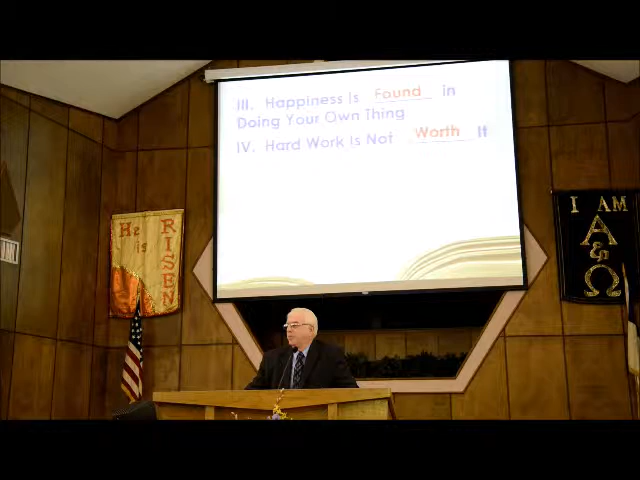 III. Happiness Is Found in
Doing Your Own Thing
IV. Hard Work Is Not Worth It
He
is
RISEN
I AM
Α
&
Ω